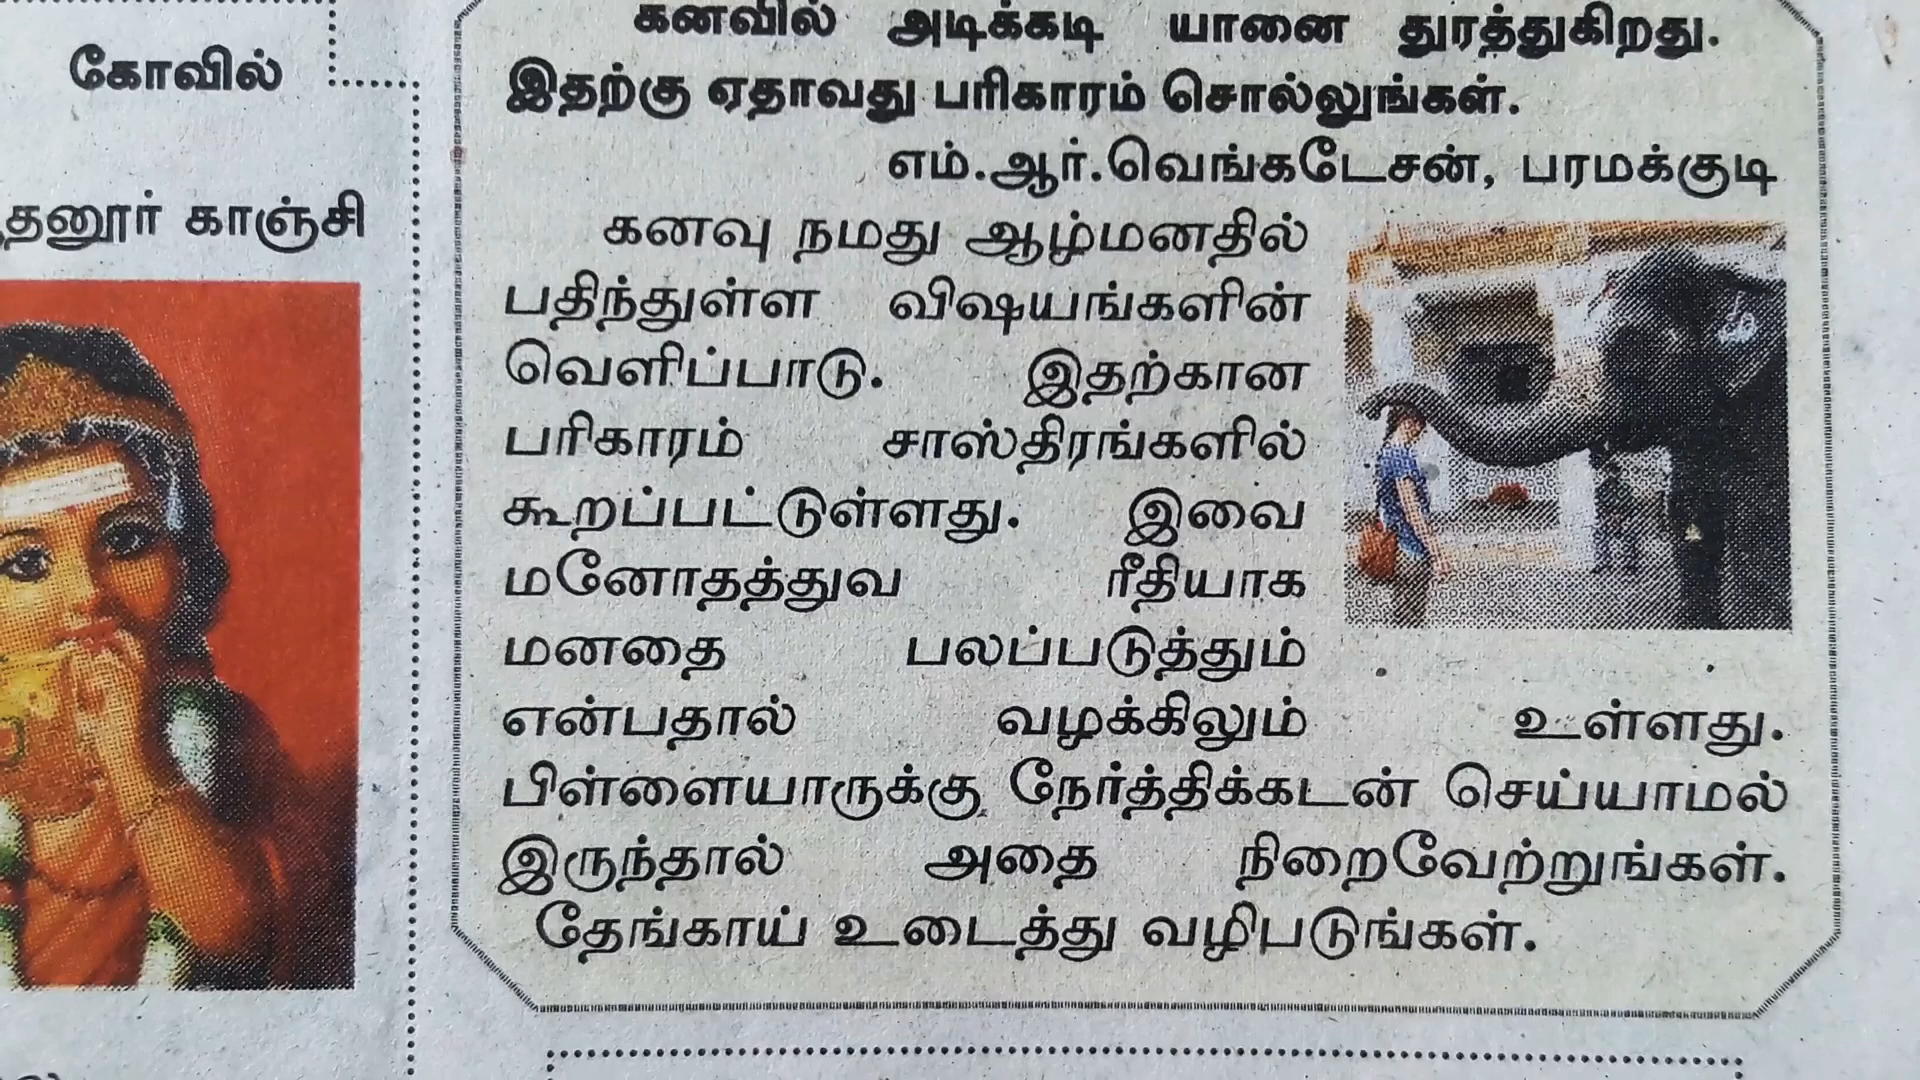 கோவில்
தனூர் காஞ்சி
கனவில் அடிக்கடி யானை துரத்துகிறது.
இதற்கு ஏதாவது பரிகாரம் சொல்லுங்கள்.
எம்.ஆர்.வெங்கடேசன், பரமக்குடி
கனவு நமது ஆழ்மனதில்
பதிந்துள்ள விஷயங்களின்
வெளிப்பாடு. இதற்கான
பரிகாரம் சாஸ்திரங்களில்
கூறப்பட்டுள்ளது. இவை
மனோதத்துவ ரீதியாக
மனதை பலப்படுத்தும்
என்பதால் வழக்கிலும் உள்ளது.
பிள்ளையாருக்கு நேர்த்திக்கடன் செய்யாமல்
இருந்தால் அதை நிறைவேற்றுங்கள்.
தேங்காய் உடைத்து வழிபடுங்கள்.